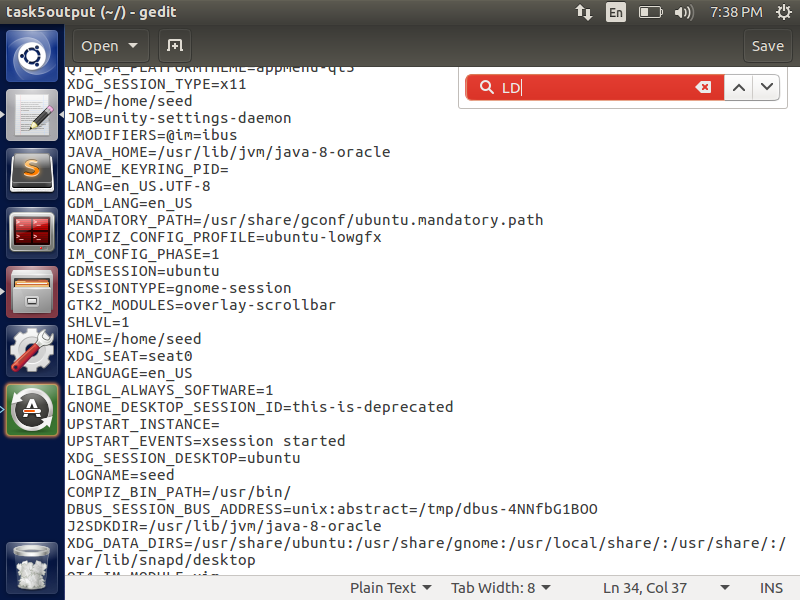 task5output (~/) - gedit
En
7:38 PM
Open
Save
QT_QPA_PLATFORMTHEME=appmenu-qt5
LD
XDG_SESSION_TYPE=x11
PWD=/home/seed
JOB=unity-settings-daemon
XMODIFIERS=@im=ibus
JAVA_HOME=/usr/lib/jvm/java-8-oracle
GNOME_KEYRING_PID=
LANG=en_US.UTF-8
GDM_LANG=en_US
MANDATORY_PATH=/usr/share/gconf/ubuntu.mandatory.path
COMPIZ_CONFIG_PROFILE=ubuntu-lowgfx
IM_CONFIG_PHASE=1
GDMSESSION=ubuntu
SESSIONTYPE=gnome-session
GTK2_MODULES=overlay-scrollbar
SHLVL=1
HOME=/home/seed
XDG_SEAT=seat0
LANGUAGE=en_US
LIBGL_ALWAYS_SOFTWARE=1
GNOME_DESKTOP_SESSION_ID=this-is-deprecated
UPSTART_INSTANCE=
UPSTART_EVENTS=xsession started
XDG_SESSION_DESKTOP=ubuntu
LOGNAME=seed
COMPIZ_BIN_PATH=/usr/bin/
DBUS_SESSION_BUS_ADDRESS=unix:abstract=/tmp/dbus-4NNfbG1BOO
J2SDKDIR=/usr/lib/jvm/java-8-oracle
XDG_DATA_DIRS=/usr/share/ubuntu:/usr/share/gnome:/usr/local/share/:/usr/share/:/
var/lib/snapd/desktop
QT4_IM_MODULE=xim
Plain Text
Tab Width: 8
Ln 34, Col 37
INS